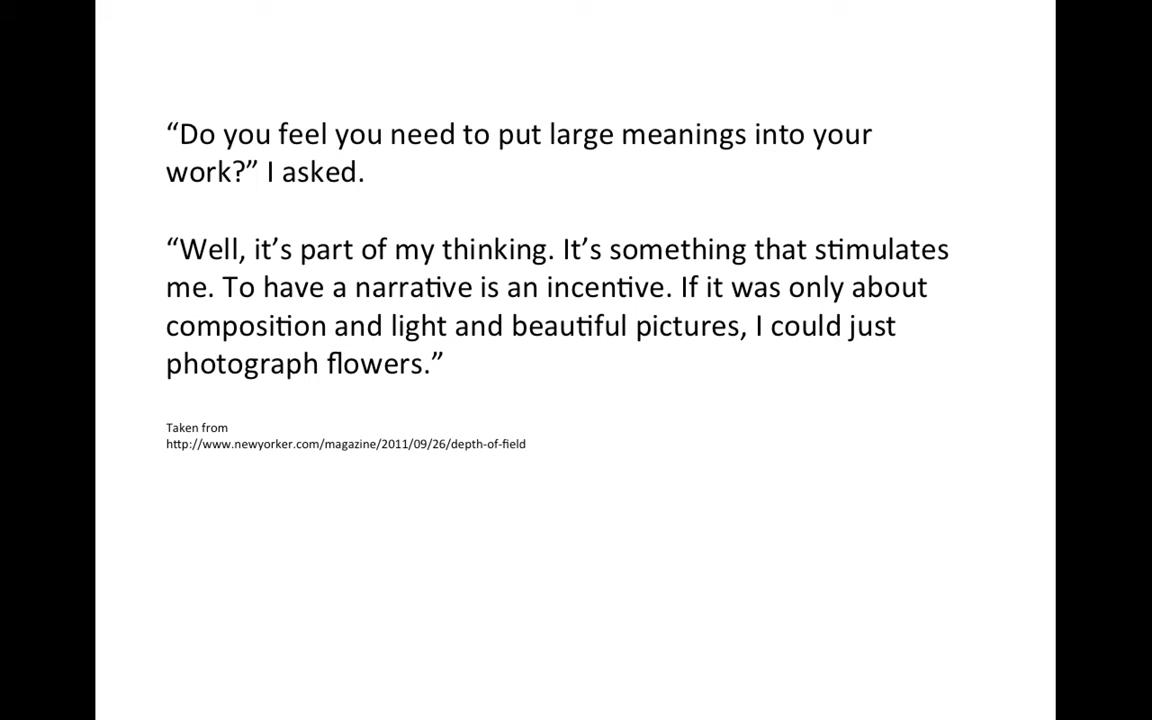 “Do you feel you need to put large meanings into your
work?” I asked.
“Well, it’s part of my thinking. It’s something that stimulates
me. To have a narrative is an incentive. If it was only about
composition and light and beautiful pictures, I could just
photograph flowers.”
Taken from
http://www.newyorker.com/magazine/2011/09/26/depth-of-field